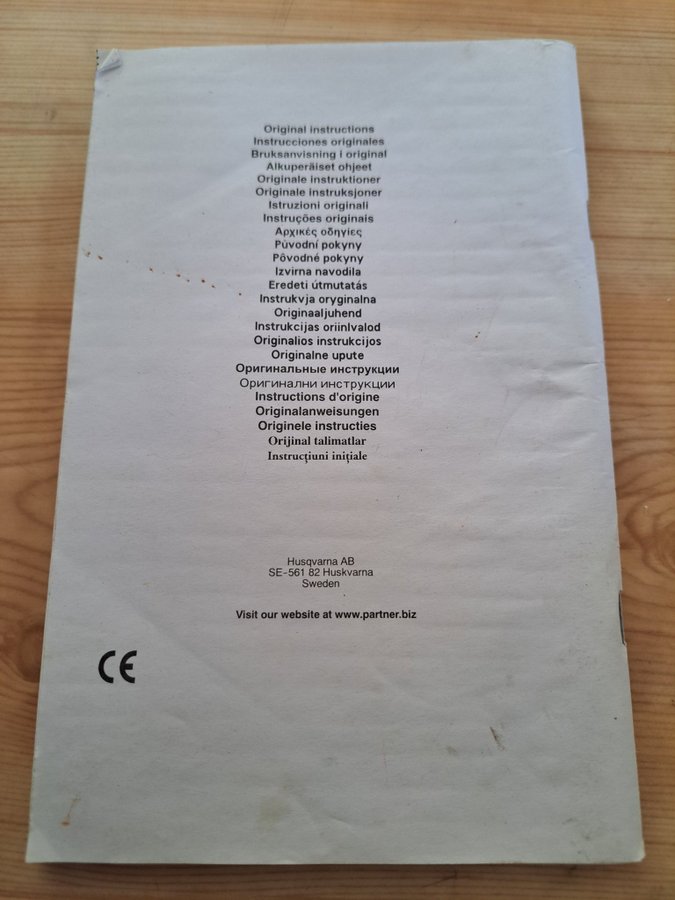 Original instructions
Instrucciones originales
Bruksanvisning i original
Alkuperäiset ohjeet
Originale instruktioner
Originale instruksjoner
Istruzioni originali
Instruções originais
Αρχικές οδηγίες
Původní pokyny
Pôvodné pokyny
Izvirna navodila
Eredeti útmutatás
Instrukvja oryginalna
Originaaljuhend
Instrukcijas oriinlvalod
Originalios instrukcijos
Originalne upute
Оригинальные инструкции
Оригинални инструкции
Instructions d'origine
Originalanweisungen
Originele instructies
Orijinal talimatlar
Instrucţiuni iniţiale
Husqvarna AB
SE-561 82 Huskvarna
Sweden
Visit our website at www.partner.biz
CE